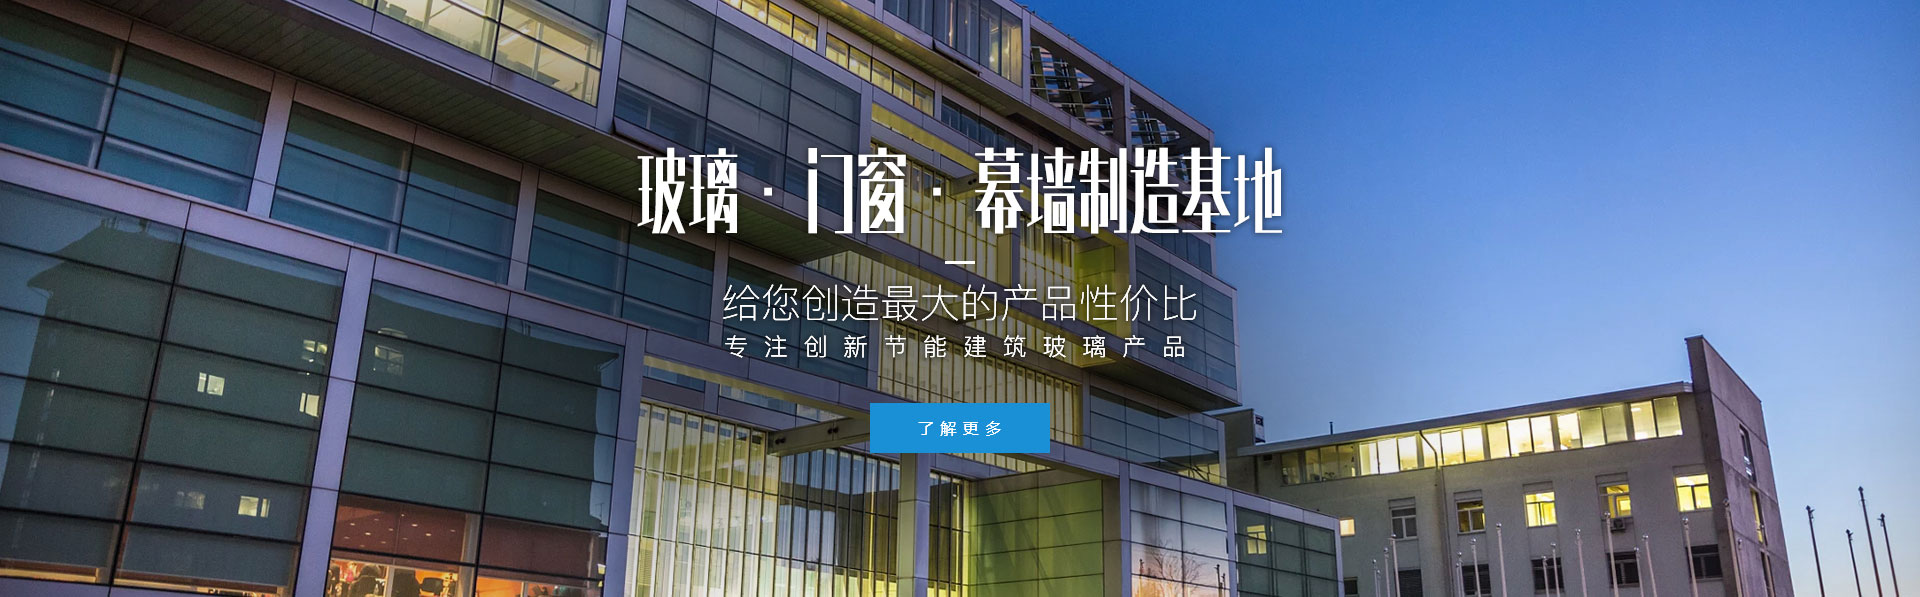 玻璃·门窗·幕墙制造基地
给您创造最大的产品性价比
专注创新节能建筑玻璃产品
了解更多